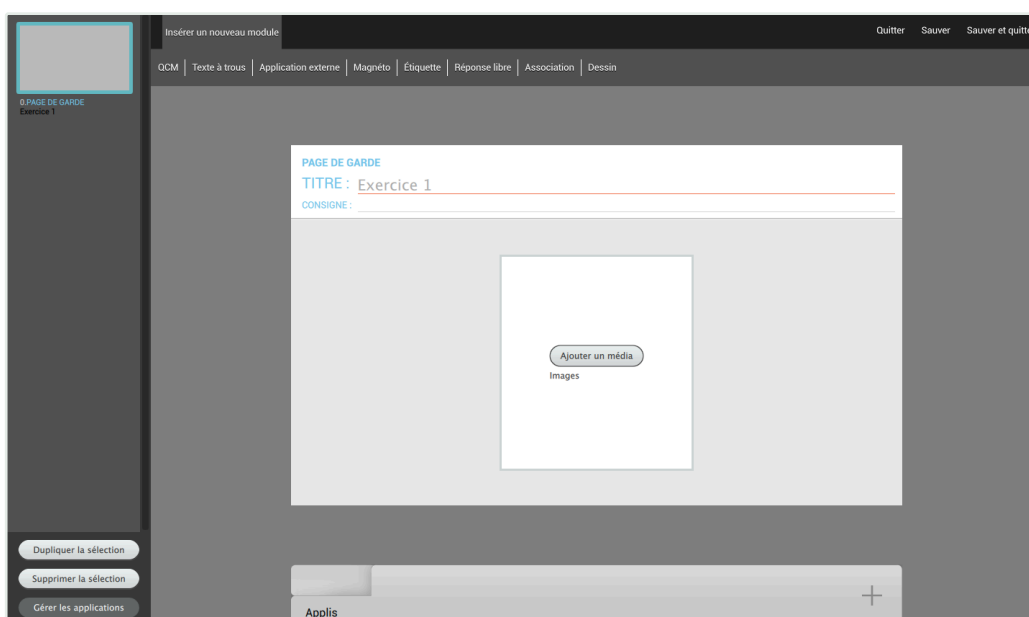 Insérer un nouveau module
Quitter Sauver Sauver et quitte
QCM Texte à trous Application externe Magnéto Étiquette Réponse libre Association Dessin
0.PAGE DE GARDE
Exercice 1
PAGE DE GARDE
TITRE : Exercice 1
CONSIGNE :
Ajouter un média
Images
Dupliquer la sélection
Supprimer la sélection
Gérer les applications
Applis